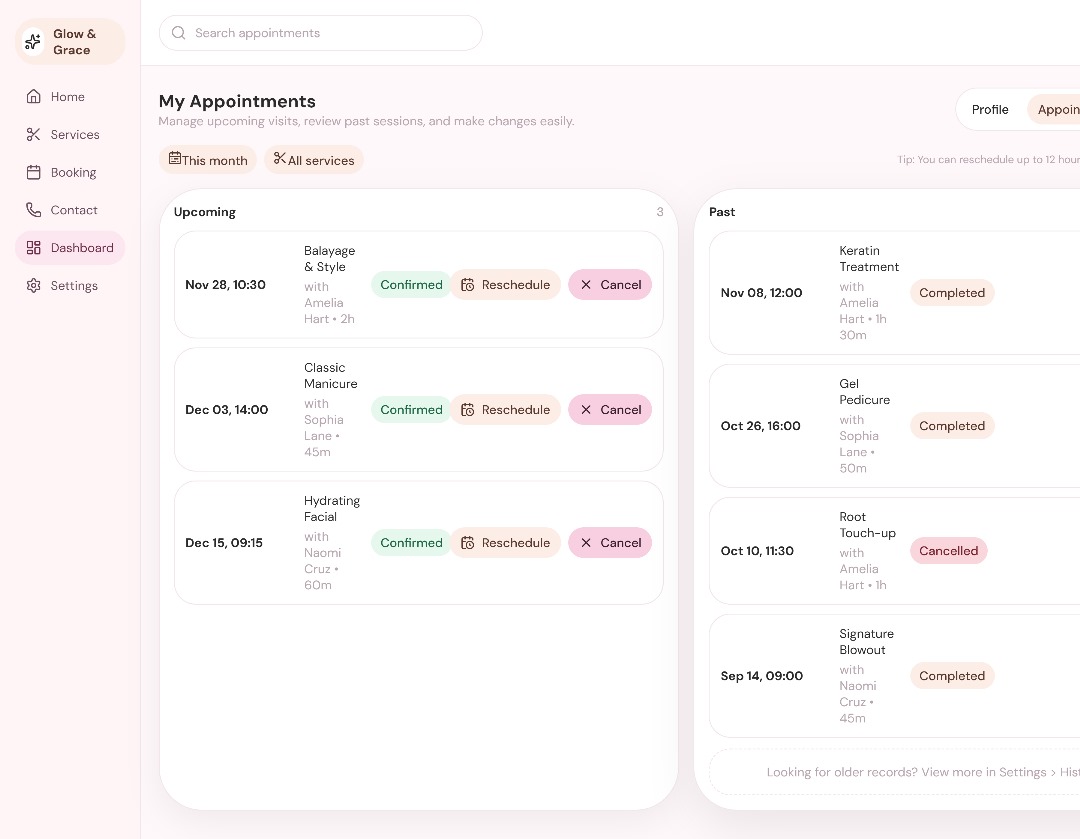 Glow &
Grace
Home
Services
Booking
Contact
Dashboard
Settings
Search appointments
My Appointments
Manage upcoming visits, review past sessions, and make changes easily.
Profile
Appoin
This month
All services
Tip: You can reschedule up to 12 hour
Upcoming
3
Nov 28, 10:30
Balayage
& Style
with
Amelia
Hart • 2h
Confirmed
Reschedule
Cancel
Dec 03, 14:00
Classic
Manicure
with
Sophia
Lane •
45m
Confirmed
Reschedule
Cancel
Dec 15, 09:15
Hydrating
Facial
with
Naomi
Cruz •
60m
Confirmed
Reschedule
Cancel
Past
Nov 08, 12:00
Keratin
Treatment
with
Amelia
Hart • 1h
30m
Completed
Oct 26, 16:00
Gel
Pedicure
with
Sophia
Lane •
50m
Completed
Oct 10, 11:30
Root
Touch-up
with
Amelia
Hart • 1h
Cancelled
Sep 14, 09:00
Signature
Blowout
with
Naomi
Cruz •
45m
Completed
Looking for older records? View more in Settings > Hist